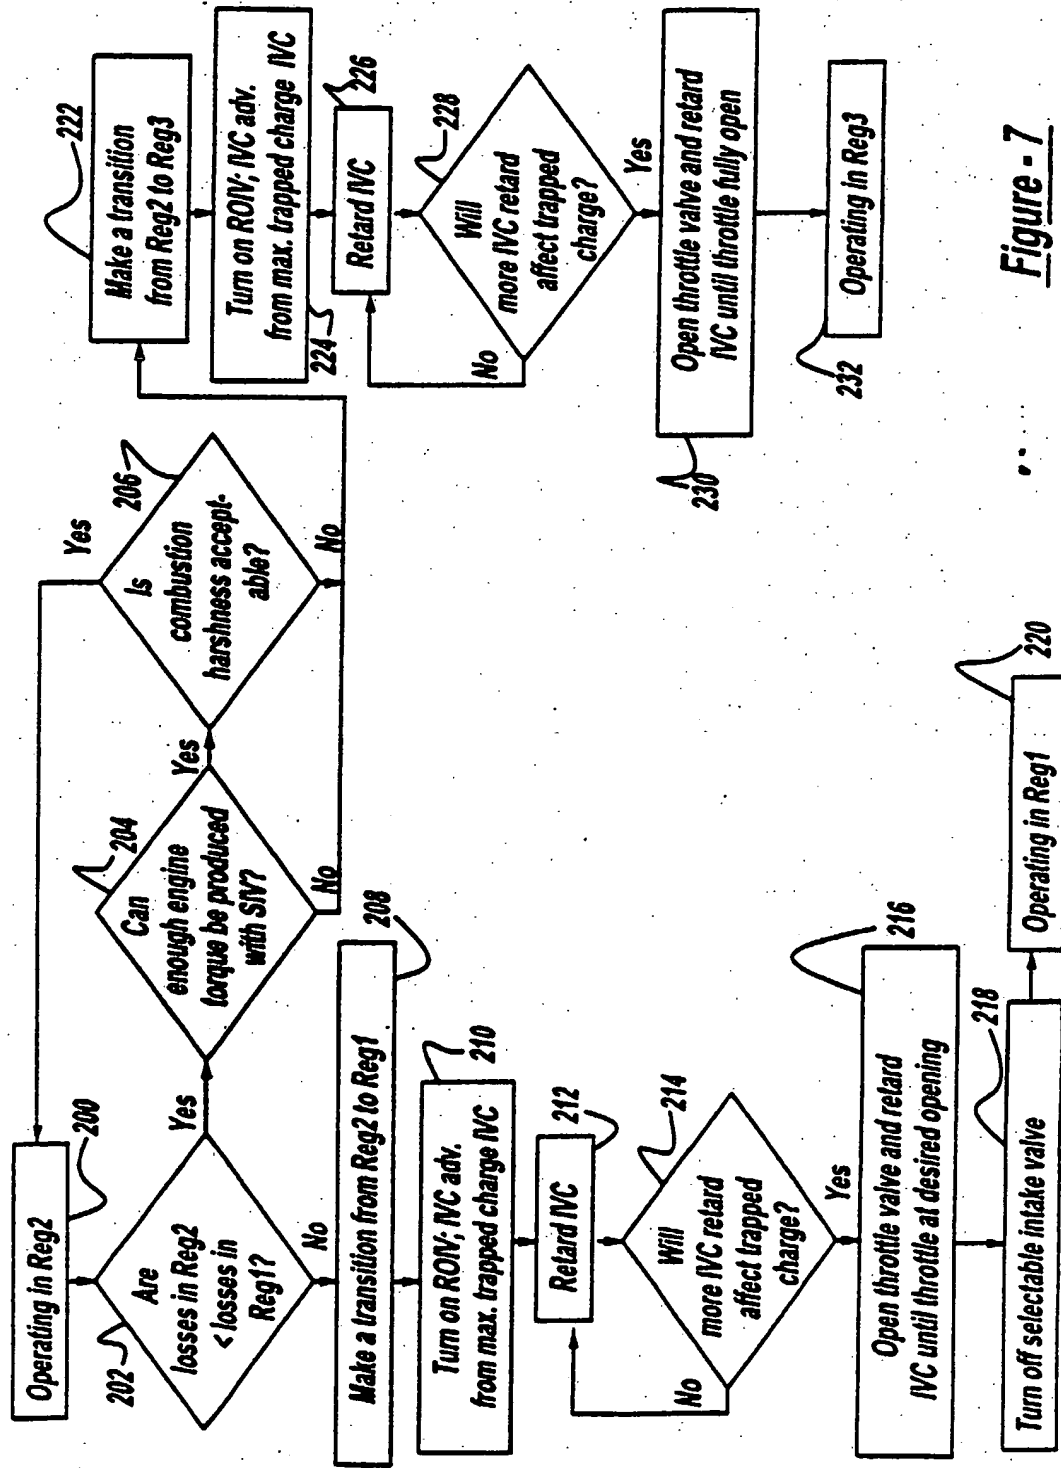 Operating in Reg2
200
202
Are
losses in Reg2
< losses in
Reg1?
Yes
No
204
Can
enough engine
torque be produced
with SIV?
Yes
No
206
Is
combustion
harshness accept-
able?
Yes
No
Make a transition from Reg2 to Reg1
208
Turn on ROIV; IVC adv.
from max. trapped charge IVC
210
Retard IVC
212
Will
more IVC retard
affect trapped
charge?
214
No
Yes
Open throttle valve and retard
IVC until throttle at desired opening
216
Turn off selectable intake valve
218
Operating in Reg1
220
222
Make a transition
from Reg2 to Reg3
Turn on ROIV; IVC adv.
from max. trapped charge IVC
224
Retard IVC
226
Will
more IVC retard
affect trapped
charge?
228
No
Yes
Open throttle valve and retard
IVC until throttle fully open
230
Operating in Reg3
232
Figure - 7